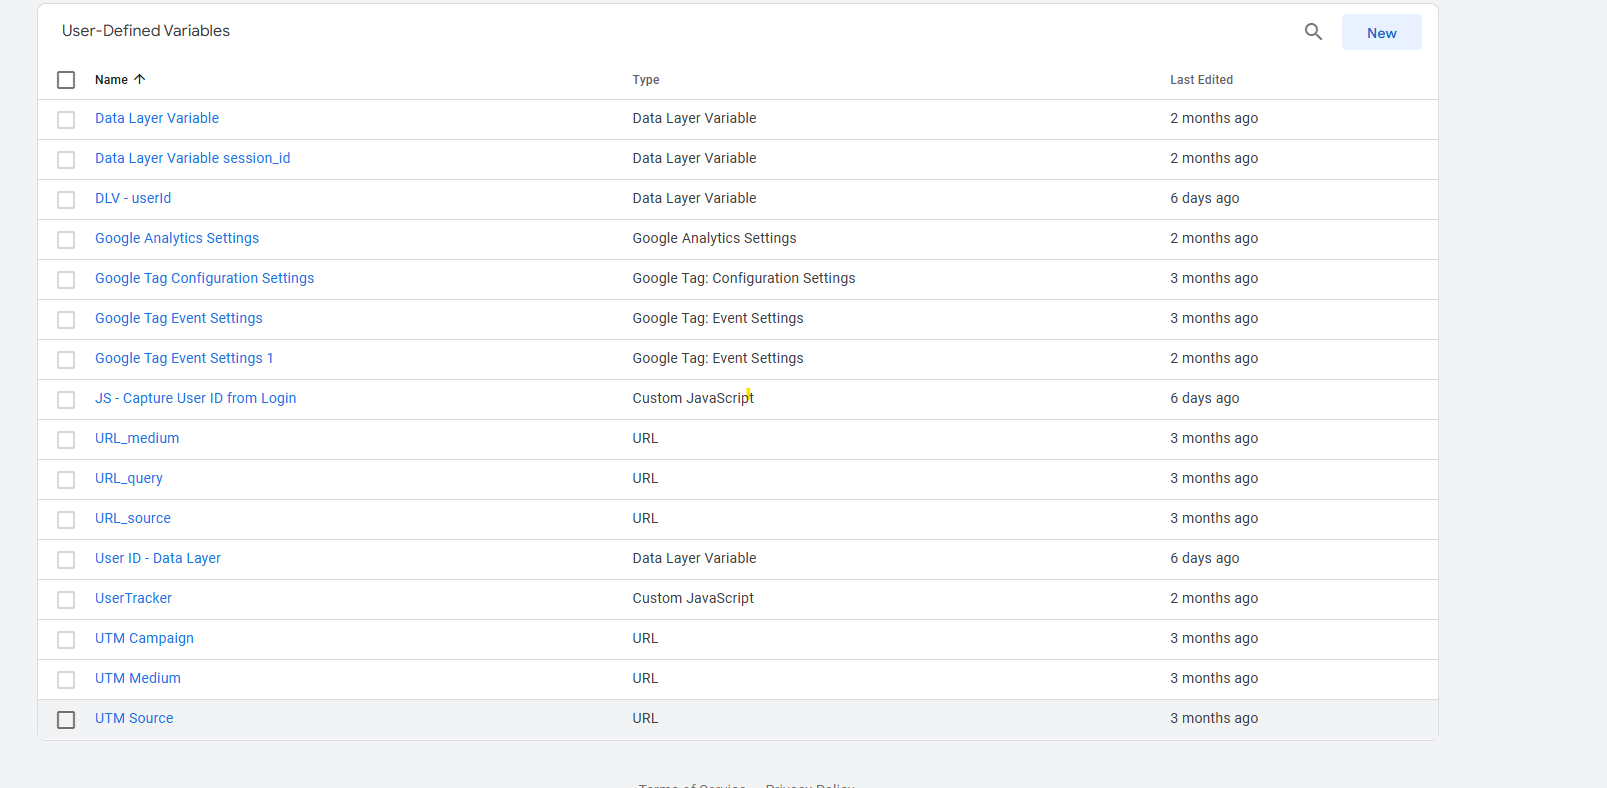 User-Defined Variables
New
Name Type Last Edited
Data Layer Variable Data Layer Variable 2 months ago
Data Layer Variable session_id Data Layer Variable 2 months ago
DLV - userId Data Layer Variable 6 days ago
Google Analytics Settings Google Analytics Settings 2 months ago
Google Tag Configuration Settings Google Tag: Configuration Settings 3 months ago
Google Tag Event Settings Google Tag: Event Settings 3 months ago
Google Tag Event Settings 1 Google Tag: Event Settings 2 months ago
JS - Capture User ID from Login Custom JavaScript 6 days ago
URL_medium URL 3 months ago
URL_query URL 3 months ago
URL_source URL 3 months ago
User ID - Data Layer Data Layer Variable 6 days ago
UserTracker Custom JavaScript 2 months ago
UTM Campaign URL 3 months ago
UTM Medium URL 3 months ago
UTM Source URL 3 months ago
Terms of Service Privacy Policy